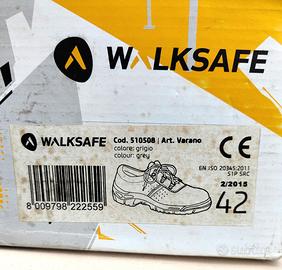 WALKSAFE
WALKSAFE
Cod. 510508 | Art. Varano
colore: grigio
colour: grey
CE
EN ISO 20345:2011
S1P SRC
2/2015
42
8 009798 222559
subito